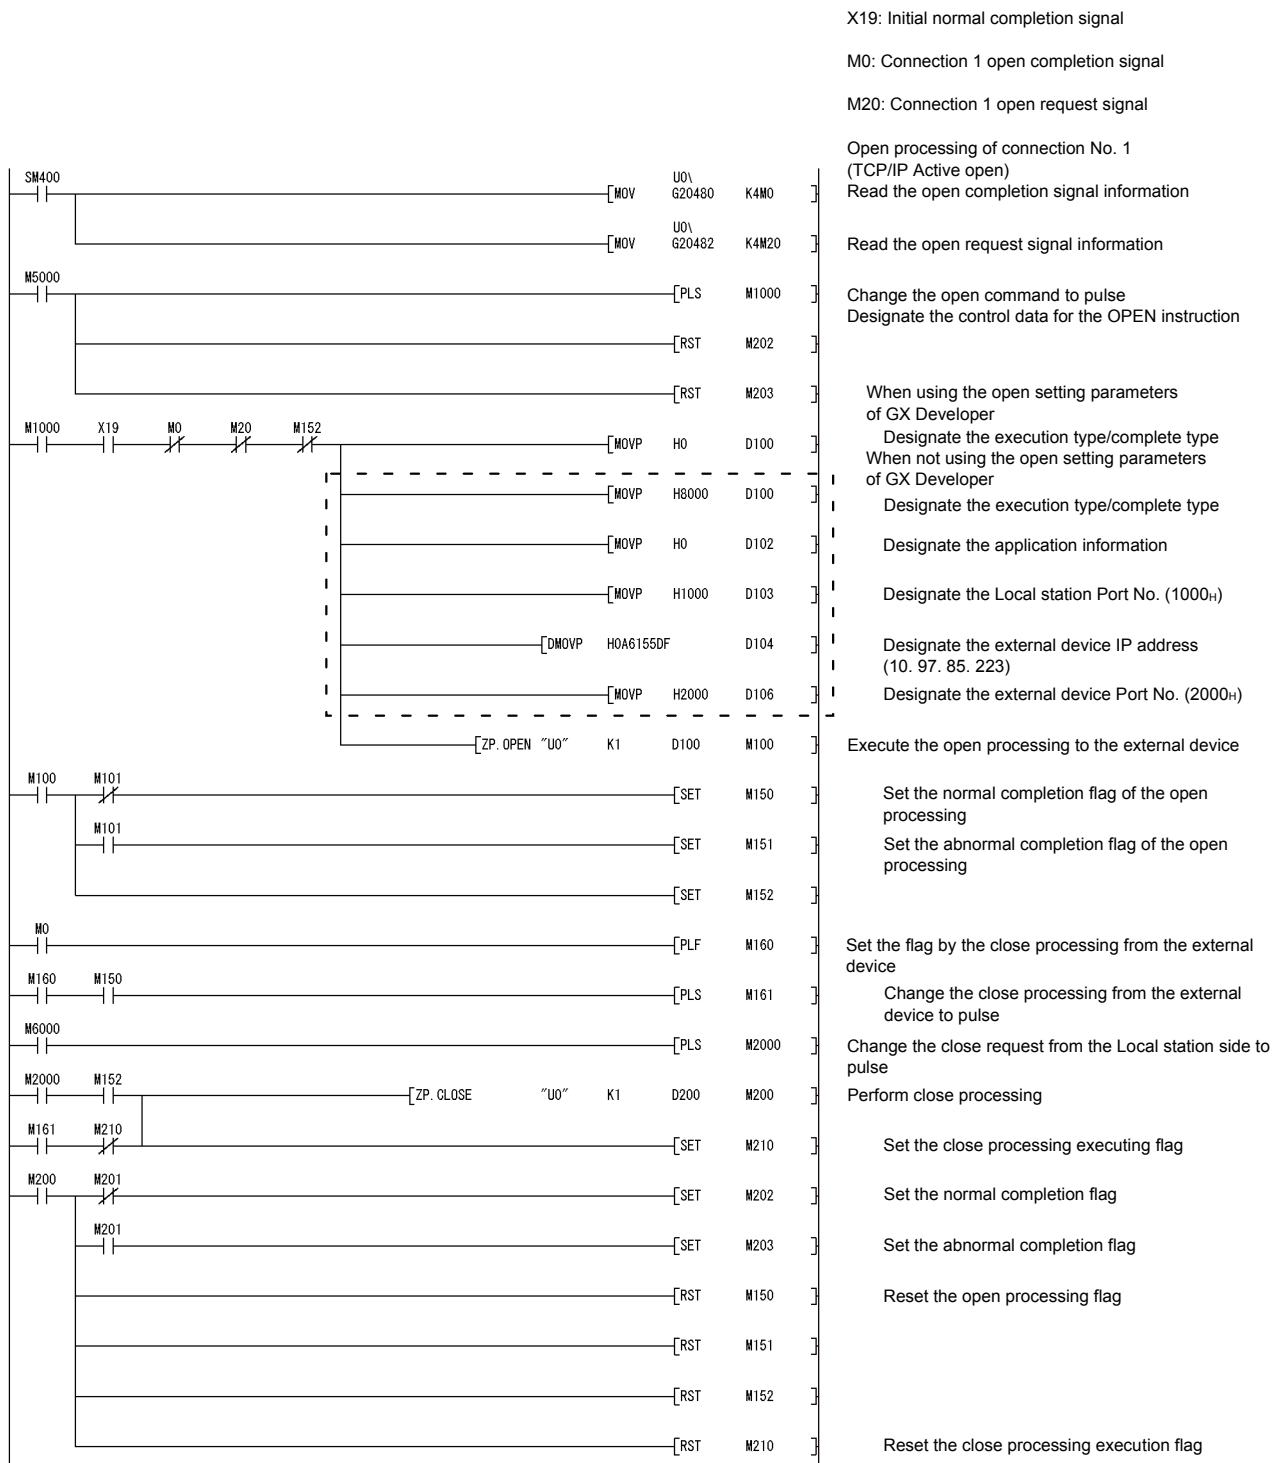 X19: Initial normal completion signal
M0: Connection 1 open completion signal
M20: Connection 1 open request signal
Open processing of connection No. 1
(TCP/IP Active open)
SM400
U0\
MOV G20480 K4M0
Read the open completion signal information
U0\
MOV G20482 K4M20
Read the open request signal information
M5000
PLS M1000
Change the open command to pulse
Designate the control data for the OPEN instruction
RST M202
RST M203
When using the open setting parameters
of GX Developer
M1000 X19 M0 M20 M152
MOVP H0 D100
Designate the execution type/complete type
When not using the open setting parameters
of GX Developer
MOVP H8000 D100
Designate the execution type/complete type
MOVP H0 D102
Designate the application information
MOVP H1000 D103
Designate the Local station Port No. (1000H)
DMOVP H0A6155DF D104
Designate the external device IP address
(10. 97. 85. 223)
MOVP H2000 D106
Designate the external device Port No. (2000H)
ZP.OPEN "U0" K1 D100 M100
Execute the open processing to the external device
M100 M101
SET M150
Set the normal completion flag of the open
processing
M101
SET M151
Set the abnormal completion flag of the open
processing
SET M152
M0
PLF M160
Set the flag by the close processing from the external
device
M160 M150
PLS M161
Change the close processing from the external
device to pulse
M6000
PLS M2000
Change the close request from the Local station side to
pulse
M2000 M152
ZP.CLOSE "U0" K1 D200 M200
Perform close processing
M161 M210
SET M210
Set the close processing executing flag
M200 M201
SET M202
Set the normal completion flag
M201
SET M203
Set the abnormal completion flag
RST M150
Reset the open processing flag
RST M151
RST M152
RST M210
Reset the close processing execution flag